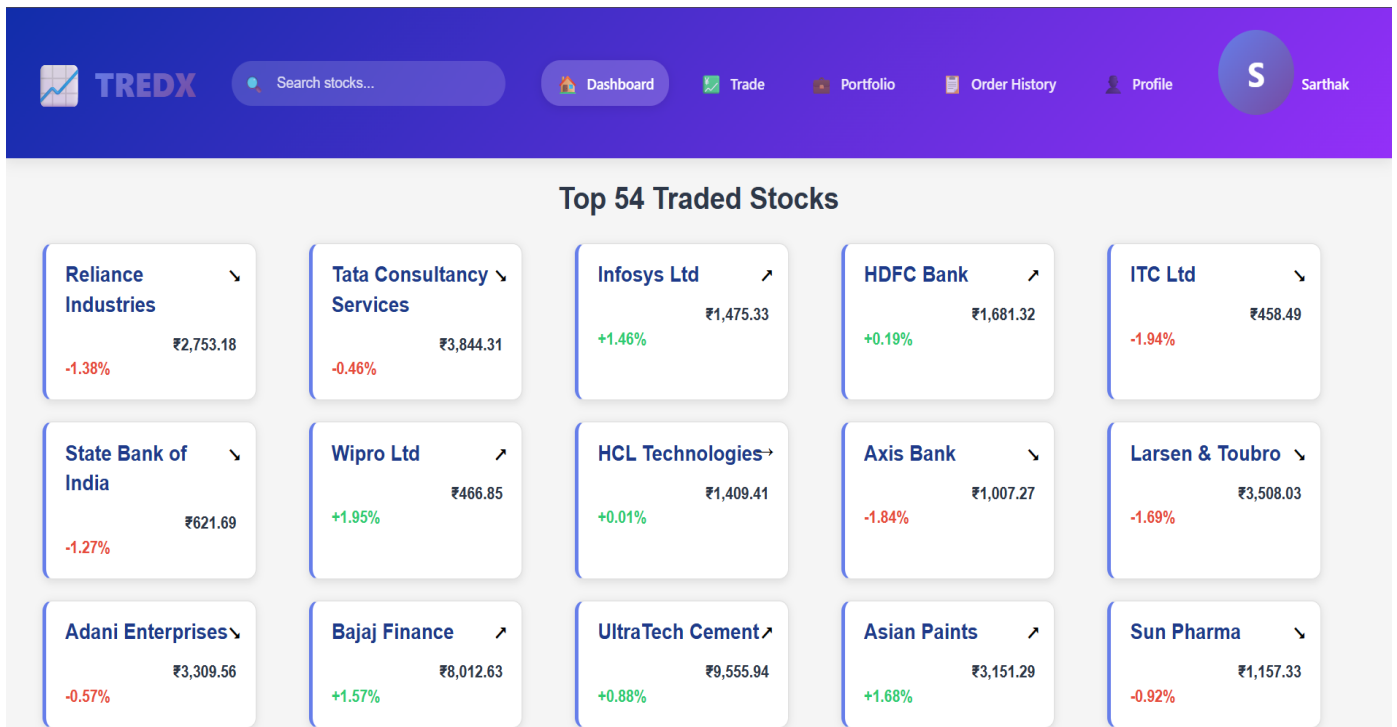 TREDX
Search stocks...
Dashboard
Trade
Portfolio
Order History
Profile
S
Sarthak
Top 54 Traded Stocks
Reliance
Industries
↘
₹2,753.18
-1.38%
Tata Consultancy
Services
↘
₹3,844.31
-0.46%
Infosys Ltd
↗
₹1,475.33
+1.46%
HDFC Bank
↗
₹1,681.32
+0.19%
ITC Ltd
↘
₹458.49
-1.94%
State Bank of
India
↘
₹621.69
-1.27%
Wipro Ltd
↗
₹466.85
+1.95%
HCL Technologies→
₹1,409.41
+0.01%
Axis Bank
↘
₹1,007.27
-1.84%
Larsen & Toubro
↘
₹3,508.03
-1.69%
Adani Enterprises↘
₹3,309.56
-0.57%
Bajaj Finance
↗
₹8,012.63
+1.57%
UltraTech Cement↗
₹9,555.94
+0.88%
Asian Paints
↗
₹3,151.29
+1.68%
Sun Pharma
↘
₹1,157.33
-0.92%